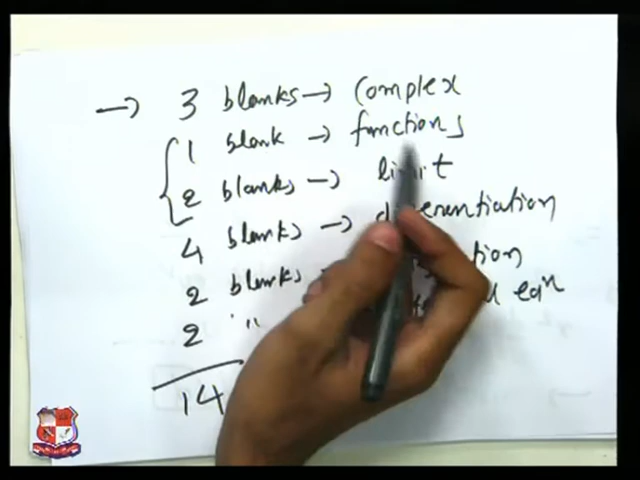 → 3 blanks → Complex
1 blank → functions
2 blanks → limit
4 blanks → differentiation
2 blanks
2 "
14